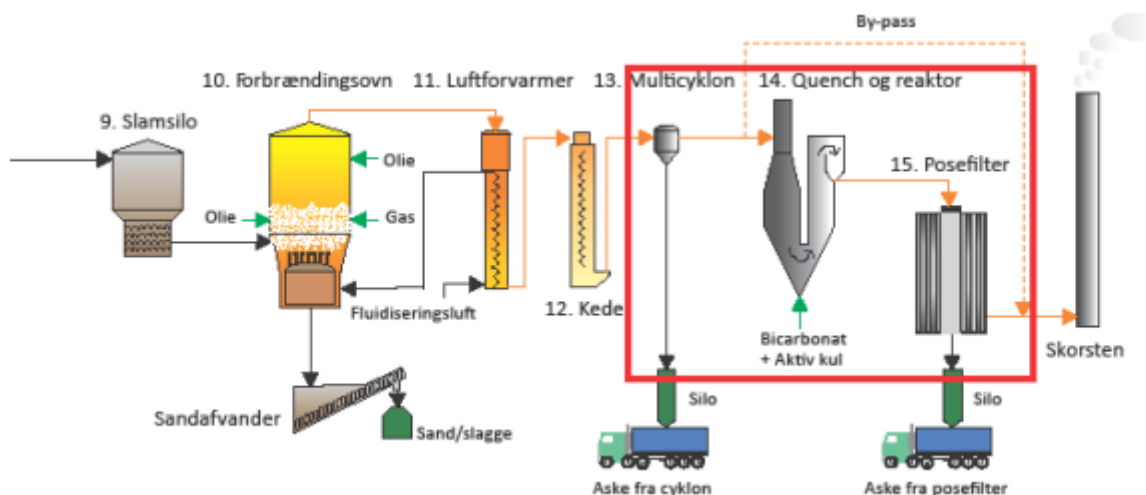 By-pass
10. Forbrændingsovn
11. Luftforvarmer
13. Multicyklon
14. Quench og reaktor
9. Slamsilo
Olie
15. Posefilter
Olie
Gas
Fluidiseringsluft
12. Kede
Bicarbonat
+ Aktiv kul
Skorsten
Sandafvander
Sand/slagge
Silo
Silo
Aske fra cyklon
Aske fra posefilter